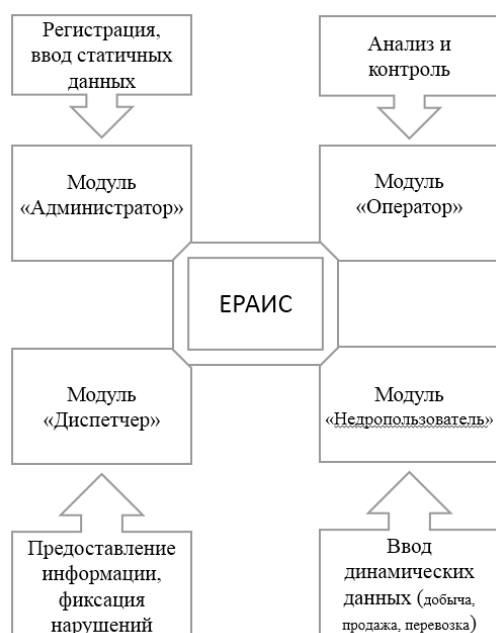 Регистрация,
ввод статичных
данных
Анализ и
контроль
Модуль
«Администратор»
Модуль
«Оператор»
ЕРАИС
Модуль
«Диспетчер»
Модуль
«Недропользователь»
Предоставление
информации,
фиксация
нарушений
Ввод
динамических
данных (добыча,
продажа, перевозка)